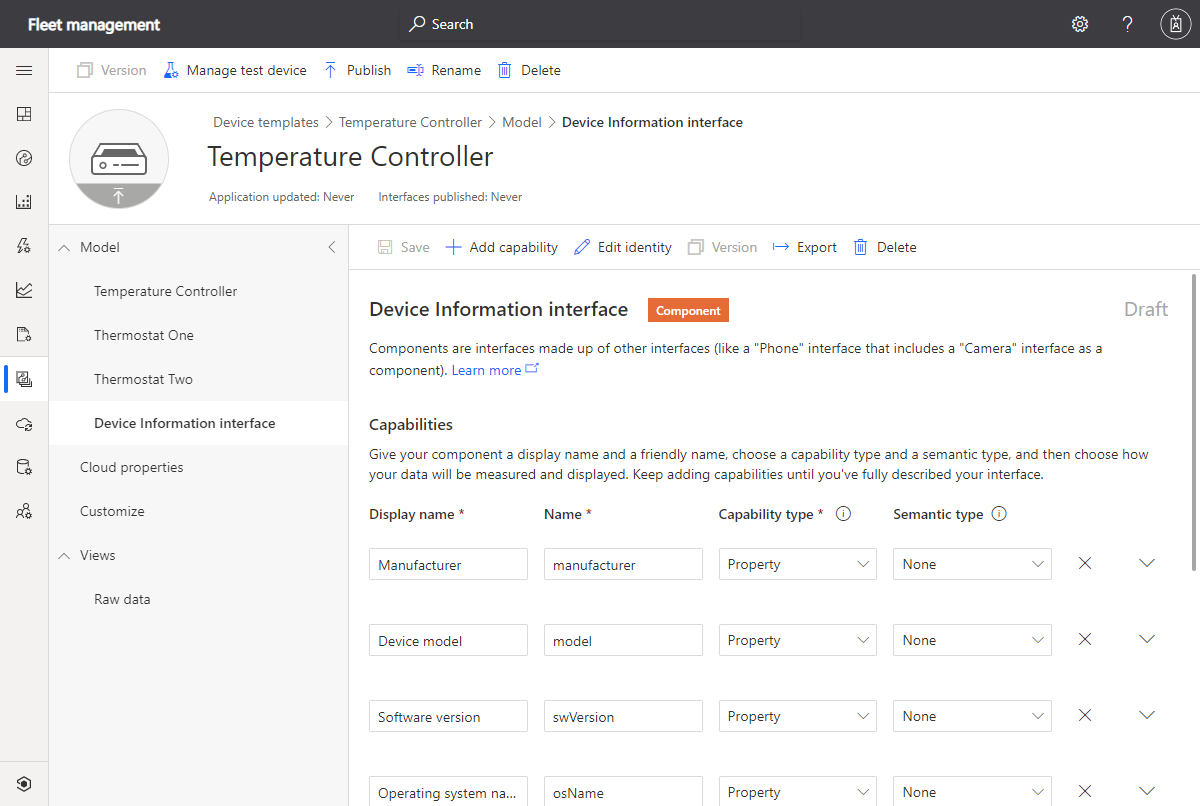 Fleet management
Search
?
Version
Manage test device
Publish
Rename
Delete
Device templates > Temperature Controller > Model > Device Information interface
Temperature Controller
Application updated: Never
Interfaces published: Never
Model
Temperature Controller
Thermostat One
Thermostat Two
Device Information interface
Cloud properties
Customize
Views
Raw data
Save
Add capability
Edit identity
Version
Export
Delete
Device Information interface
Component
Draft
Components are interfaces made up of other interfaces (like a "Phone" interface that includes a "Camera" interface as a
component). Learn more
Capabilities
Give your component a display name and a friendly name, choose a capability type and a semantic type, and then choose how
your data will be measured and displayed. Keep adding capabilities until you've fully described your interface.
Display name * Name * Capability type * Semantic type
Manufacturer manufacturer Property None
Device model model Property None
Software version swVersion Property None
Operating system na... osName Property None